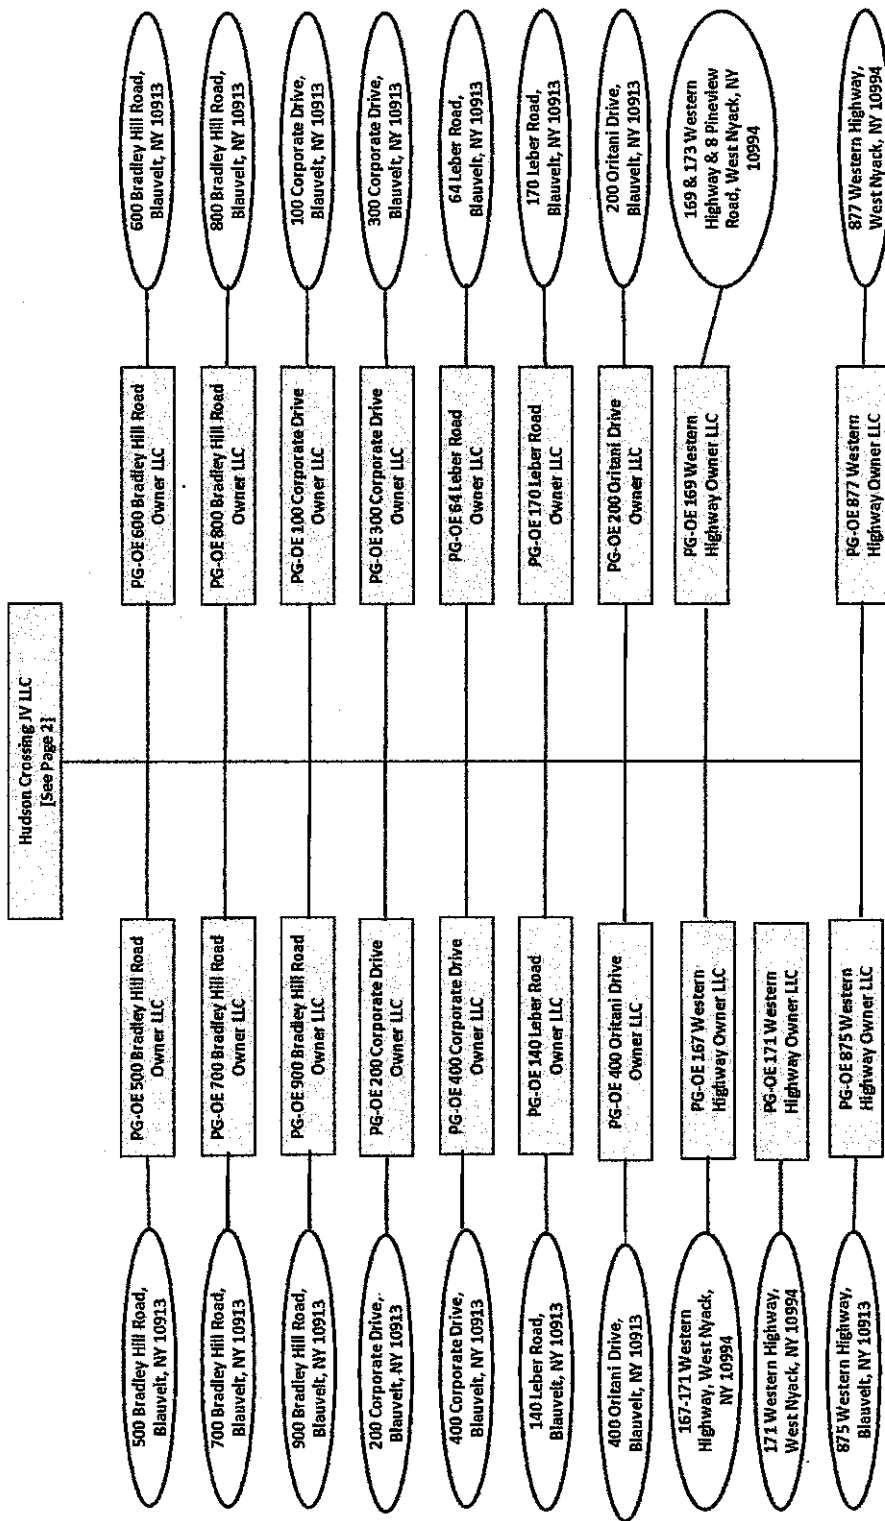 Hudson Crossing JV LLC
[See Page 2]
500 Bradley Hill Road,
Blauvelt, NY 10913
PG-OE 500 Bradley Hill Road
Owner LLC
PG-OE 600 Bradley Hill Road
Owner LLC
600 Bradley Hill Road,
Blauvelt, NY 10913
700 Bradley Hill Road,
Blauvelt, NY 10913
PG-OE 700 Bradley Hill Road
Owner LLC
PG-OE 800 Bradley Hill Road
Owner LLC
800 Bradley Hill Road,
Blauvelt, NY 10913
900 Bradley Hill Road,
Blauvelt, NY 10913
PG-OE 900 Bradley Hill Road
Owner LLC
PG-OE 100 Corporate Drive
Owner LLC
100 Corporate Drive,
Blauvelt, NY 10913
200 Corporate Drive,
Blauvelt, NY 10913
PG-OE 200 Corporate Drive
Owner LLC
PG-OE 300 Corporate Drive
Owner LLC
300 Corporate Drive,
Blauvelt, NY 10913
400 Corporate Drive,
Blauvelt, NY 10913
PG-OE 400 Corporate Drive
Owner LLC
PG-OE 64 Leber Road
Owner LLC
64 Leber Road,
Blauvelt, NY 10913
140 Leber Road,
Blauvelt, NY 10913
PG-OE 140 Leber Road
Owner LLC
PG-OE 170 Leber Road
Owner LLC
170 Leber Road,
Blauvelt, NY 10913
400 Oritani Drive,
Blauvelt, NY 10913
PG-OE 400 Oritani Drive
Owner LLC
PG-OE 200 Oritani Drive
Owner LLC
200 Oritani Drive,
Blauvelt, NY 10913
167-171 Western
Highway, West Nyack,
NY 10994
PG-OE 167 Western
Highway Owner LLC
PG-OE 169 Western
Highway Owner LLC
169 & 173 Western
Highway & 8 Pineview
Road, West Nyack, NY
10994
171 Western Highway,
West Nyack, NY 10994
PG-OE 171 Western
Highway Owner LLC
875 Western Highway,
Blauvelt, NY 10913
PG-OE 875 Western
Highway Owner LLC
PG-OE 877 Western
Highway Owner LLC
877 Western Highway,
West Nyack, NY 10994